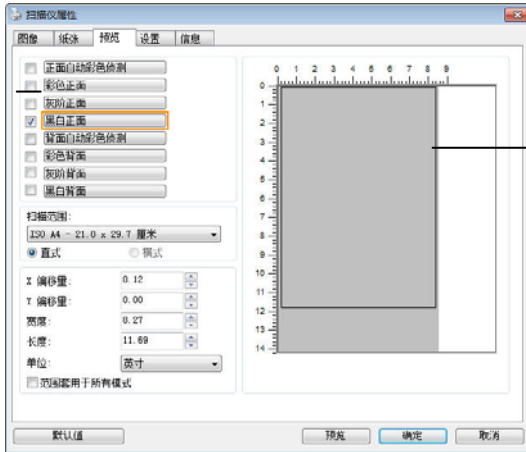 扫描仪属性
图像 纸张 预览 设置 信息
正面自动彩色侦测
彩色正面
灰阶正面
黑白正面
背面自动彩色侦测
彩色背面
灰阶背面
黑白背面
扫描范围:
ISO A4 - 21.0 x 29.7 厘米
直式 横式
X 偏移量: 0.12
Y 偏移量: 0.00
宽度: 8.27
长度: 11.69
单位: 英寸
范围套用于所有模式
0 1 2 3 4 5 6 7 8 9
0
1
2
3
4
5
6
7
8
9
10
11
12
13
14
默认值 预览 确定 取消